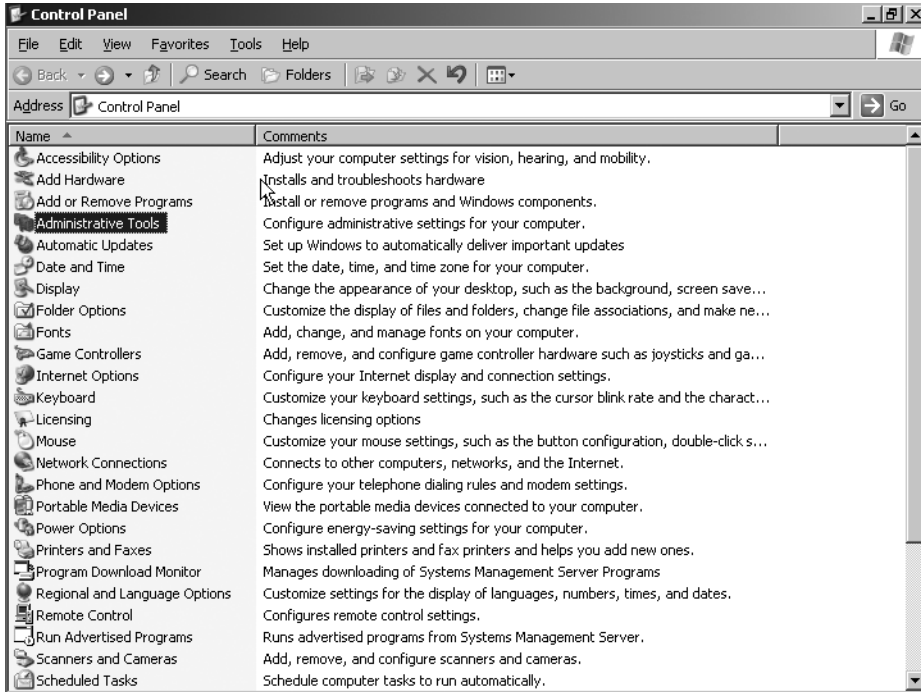 Control Panel
File Edit View Favorites Tools Help
Back Search Folders
Address Control Panel Go
Name Comments
Accessibility Options Adjust your computer settings for vision, hearing, and mobility.
Add Hardware Installs and troubleshoots hardware
Add or Remove Programs Install or remove programs and Windows components.
Administrative Tools Configure administrative settings for your computer.
Automatic Updates Set up Windows to automatically deliver important updates
Date and Time Set the date, time, and time zone for your computer.
Display Change the appearance of your desktop, such as the background, screen save...
Folder Options Customize the display of files and folders, change file associations, and make ne...
Fonts Add, change, and manage fonts on your computer.
Game Controllers Add, remove, and configure game controller hardware such as joysticks and ga...
Internet Options Configure your Internet display and connection settings.
Keyboard Customize your keyboard settings, such as the cursor blink rate and the charact...
Licensing Changes licensing options
Mouse Customize your mouse settings, such as the button configuration, double-click s...
Network Connections Connects to other computers, networks, and the Internet.
Phone and Modem Options Configure your telephone dialing rules and modem settings.
Portable Media Devices View the portable media devices connected to your computer.
Power Options Configure energy-saving settings for your computer.
Printers and Faxes Shows installed printers and fax printers and helps you add new ones.
Program Download Monitor Manages downloading of Systems Management Server Programs
Regional and Language Options Customize settings for the display of languages, numbers, times, and dates.
Remote Control Configures remote control settings.
Run Advertised Programs Runs advertised programs from Systems Management Server.
Scanners and Cameras Add, remove, and configure scanners and cameras.
Scheduled Tasks Schedule computer tasks to run automatically.